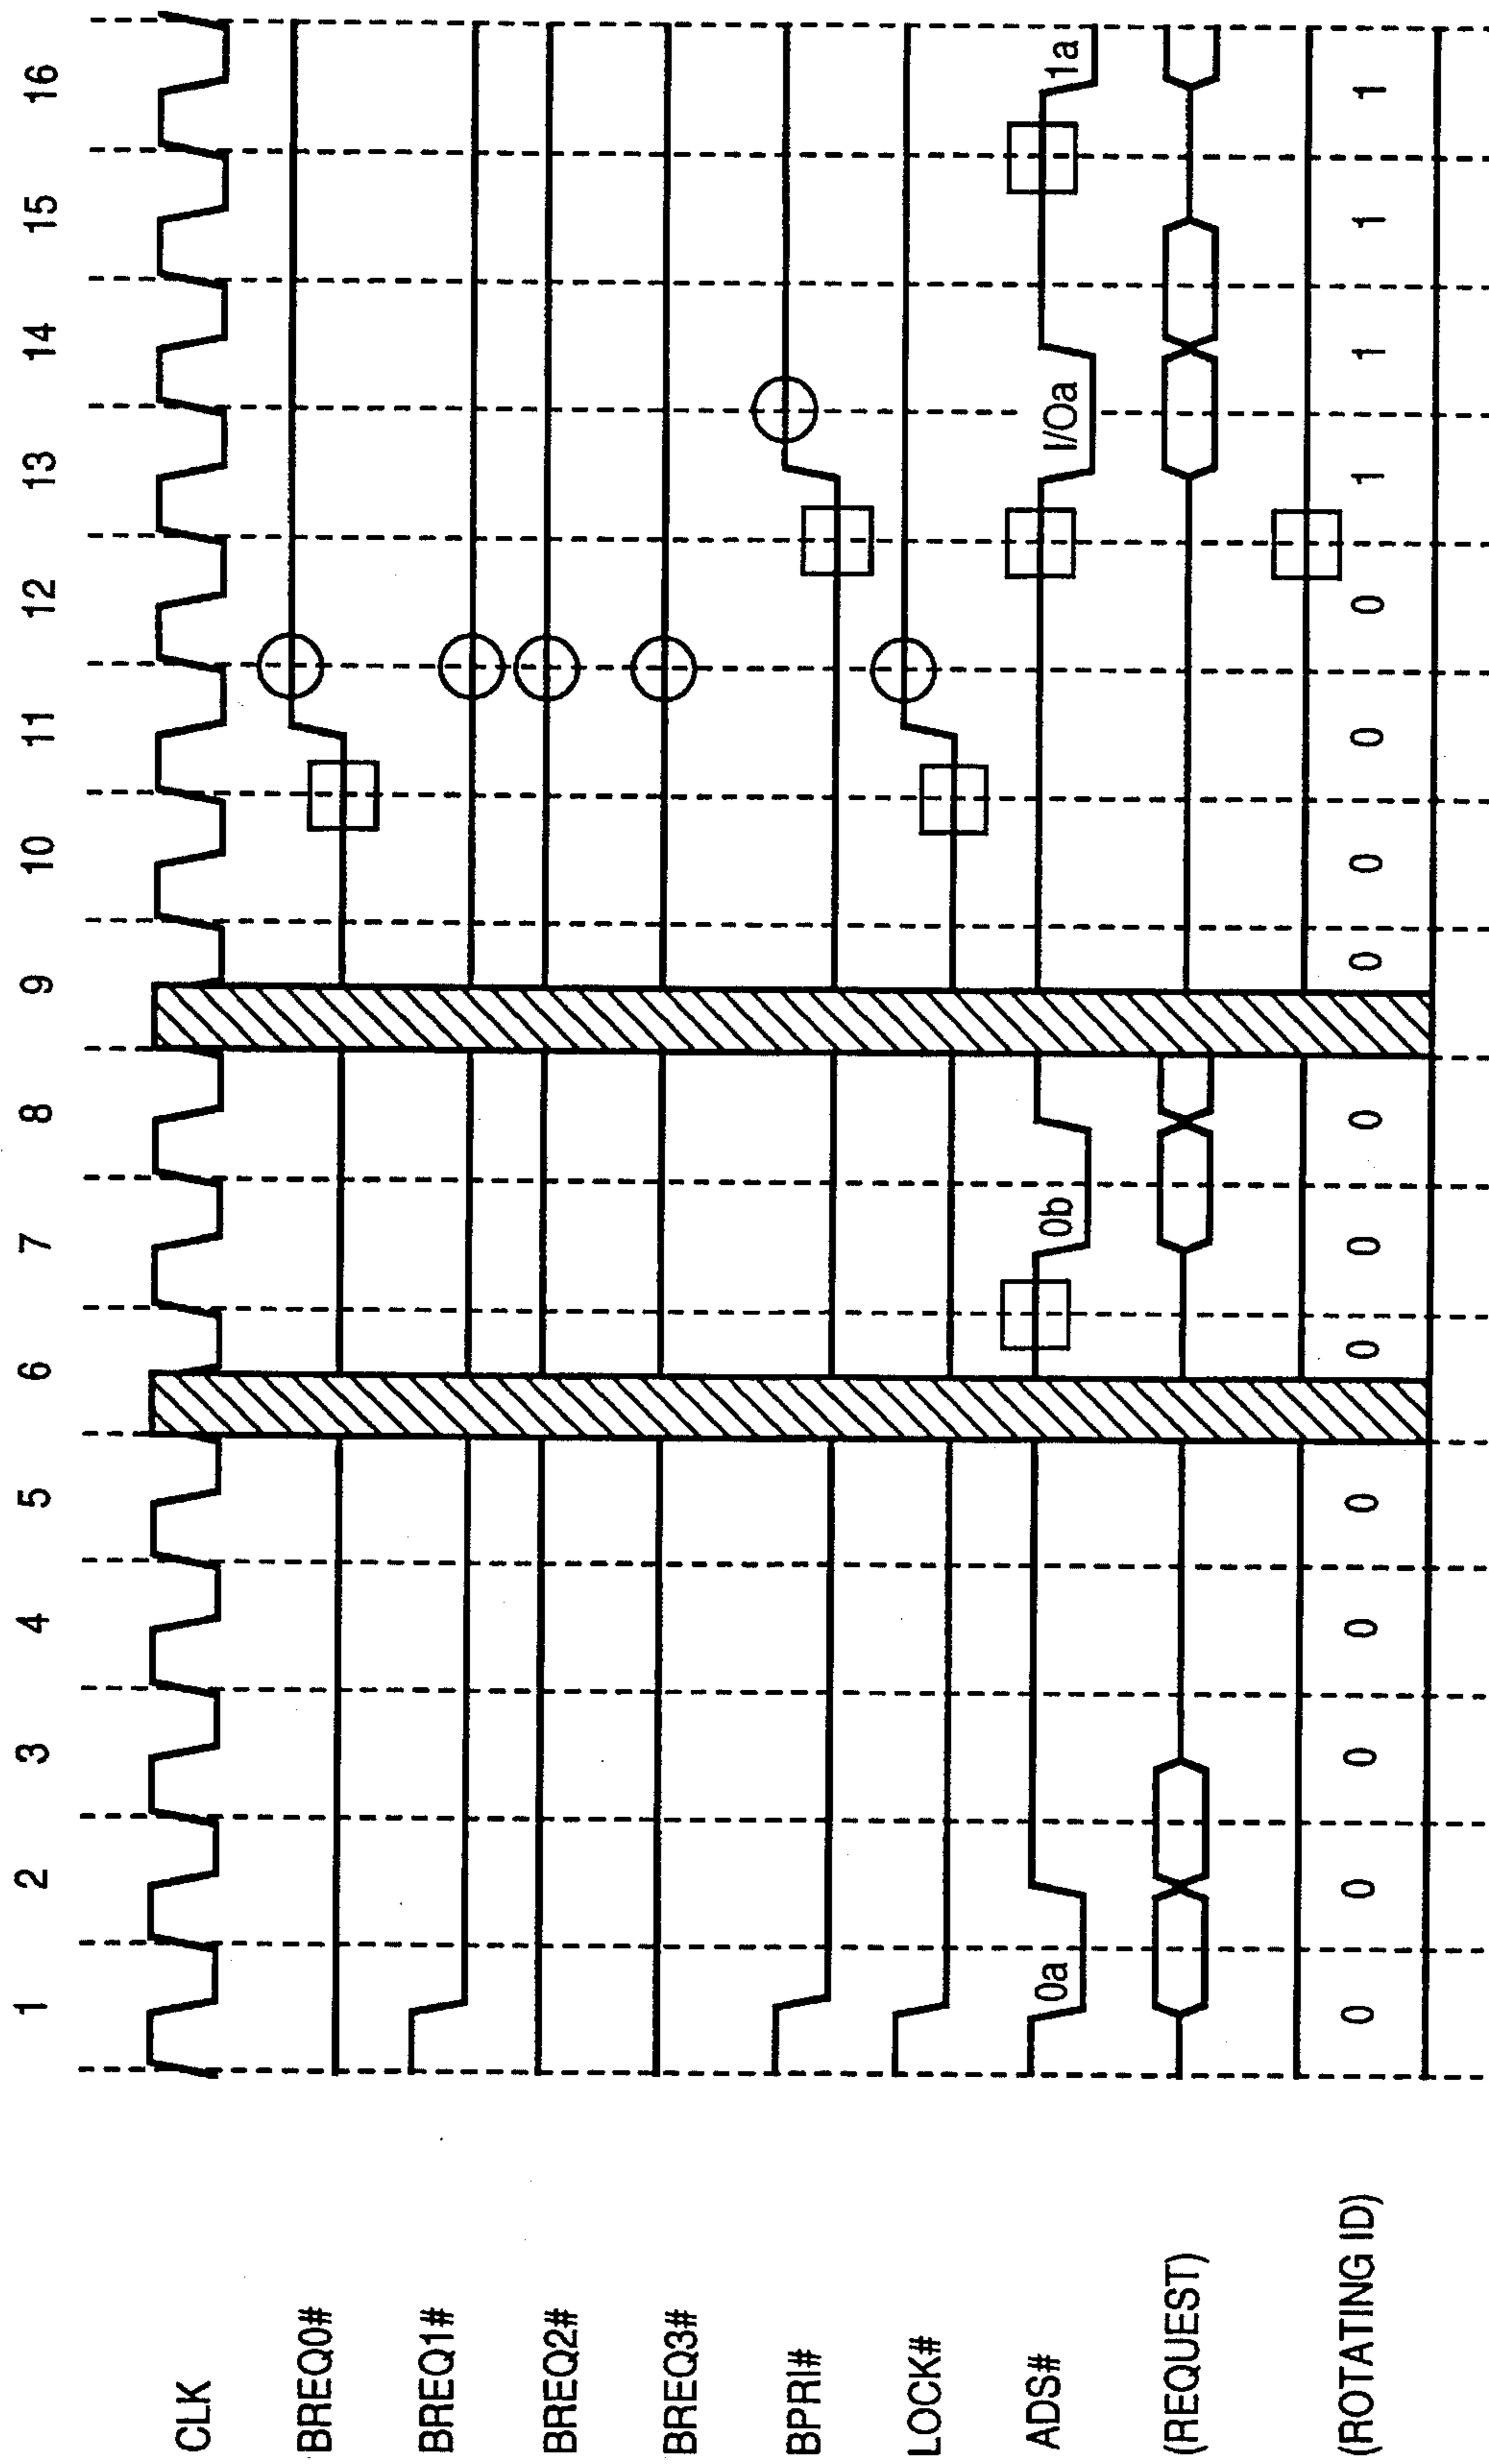 1 2 3 4 5 6 7 8 9 10 11 12 13 14 15 16
CLK
BREQ0#
BREQ1#
BREQ2#
BREQ3#
BPRI#
LOCK#
ADS# 0a 0b I/Oa 1a
(REQUEST)
(ROTATING ID) 0 0 0 0 0 0 0 0 0 0 0 0 1 1 1 1